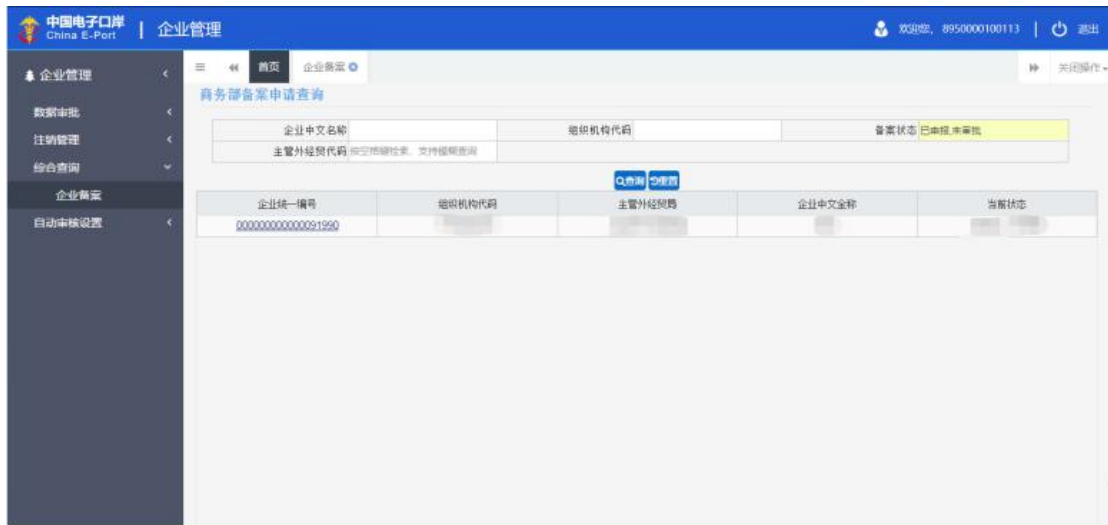 中国电子口岸
China E-Port
企业管理
欢迎您，8950000100113
退出
企业管理
首页
企业备案
关闭操作
商务部备案申请查询
数据审批
注销管理
综合查询
企业备案
自动审核设置
企业中文名称
组织机构代码
备案状态
已申报,未审批
主管外经贸代码
按空格键检索，支持模糊查询
查询
重置
企业统一编号
组织机构代码
主管外经贸局
企业中文全称
当前状态
000000000000091990